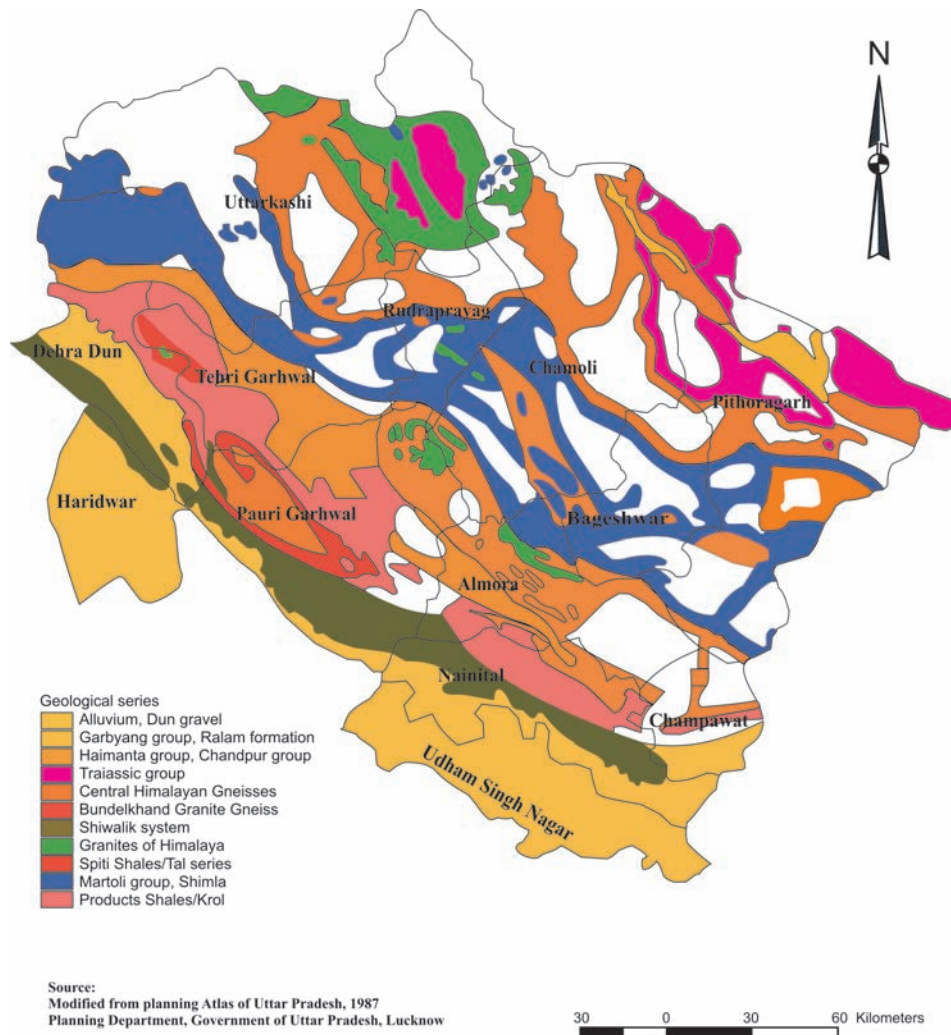 N
Uttarkashi
Rudraprayag
Dehra Dun
Chamoli
Tehri Garhwal
Pithoragarh
Haridwar
Pauri Garhwal
Bageshwar
Almora
Nainital
Champawat
Udham Singh Nagar
Geological series
Alluvium, Dun gravel
Garbyang group, Ralam formation
Haimanta group, Chandpur group
Traiassic group
Central Himalayan Gneisses
Bundelkhand Granite Gneiss
Shiwalik system
Granites of Himalaya
Spiti Shales/Tal series
Martoli group, Shimla
Products Shales/Krol
Source:
Modified from planning Atlas of Uttar Pradesh, 1987
Planning Department, Government of Uttar Pradesh, Lucknow
30 0 30 60 Kilometers